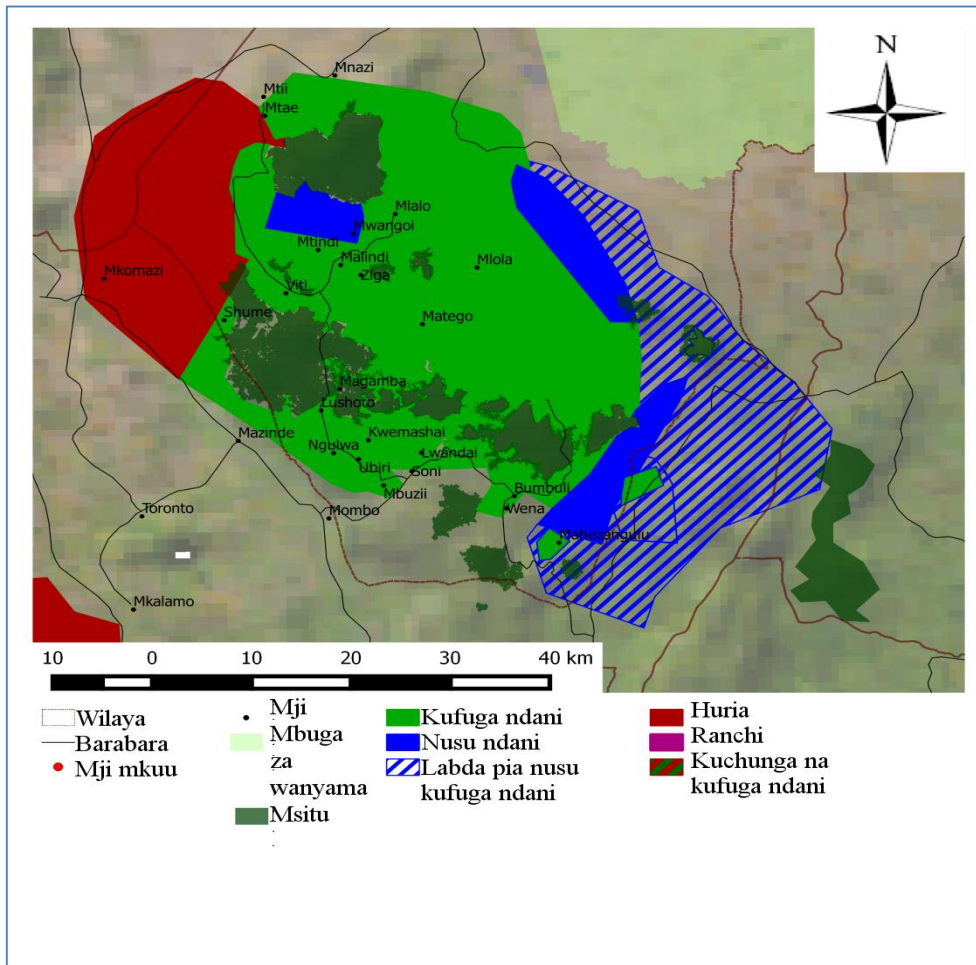 N
Mnazi
Mtii
Mtae
Mlalo
Mwangoi
Mtindi
Malindi
Mlola
Ziga
Mkomazi
Viti
Shume
Matego
Magamba
Lushoto
Mazinde
Kwemashai
Ngulwa
Lwandai
Ubiri
Soni
Mbuzii
Bumbuli
Wena
Toronto
Mombo
Mahezangulu
Mkalamo
10 0 10 20 30 40 km
Wilaya
Barabara
Mji mkuu
Mji
Mbuga
za
wanyama
Msitu
Kufuga ndani
Nusu ndani
Labda pia nusu
kufuga ndani
Huria
Ranchi
Kuchunga na
kufuga ndani